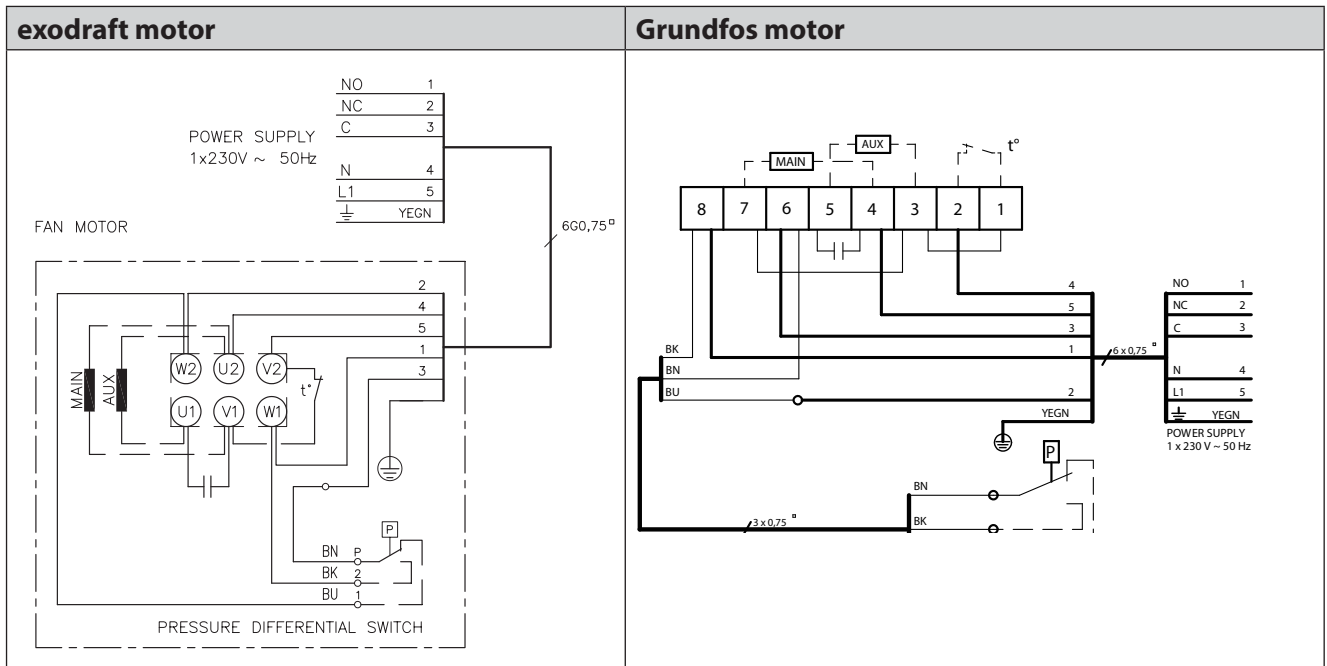 exodraft motor
NO 1
NC 2
C 3
POWER SUPPLY
1x230V ~ 50Hz
N 4
L1 5
YEGN
6G0,75
FAN MOTOR
2
4
5
1
3
W2 U2 V2
t°
MAIN
AUX
U1 V1 W1
P
BN P
BK 2
BU 1
PRESSURE DIFFERENTIAL SWITCH
Grundfos motor
AUX
t°
MAIN
8 7 6 5 4 3 2 1
4
5
3
1
2
YEGN
6 x 0,75
NO 1
NC 2
C 3
N 4
L1 5
YEGN
POWER SUPPLY
1 x 230 V ~ 50 Hz
BK
BN
BU
P
BN
BK
3 x 0,75